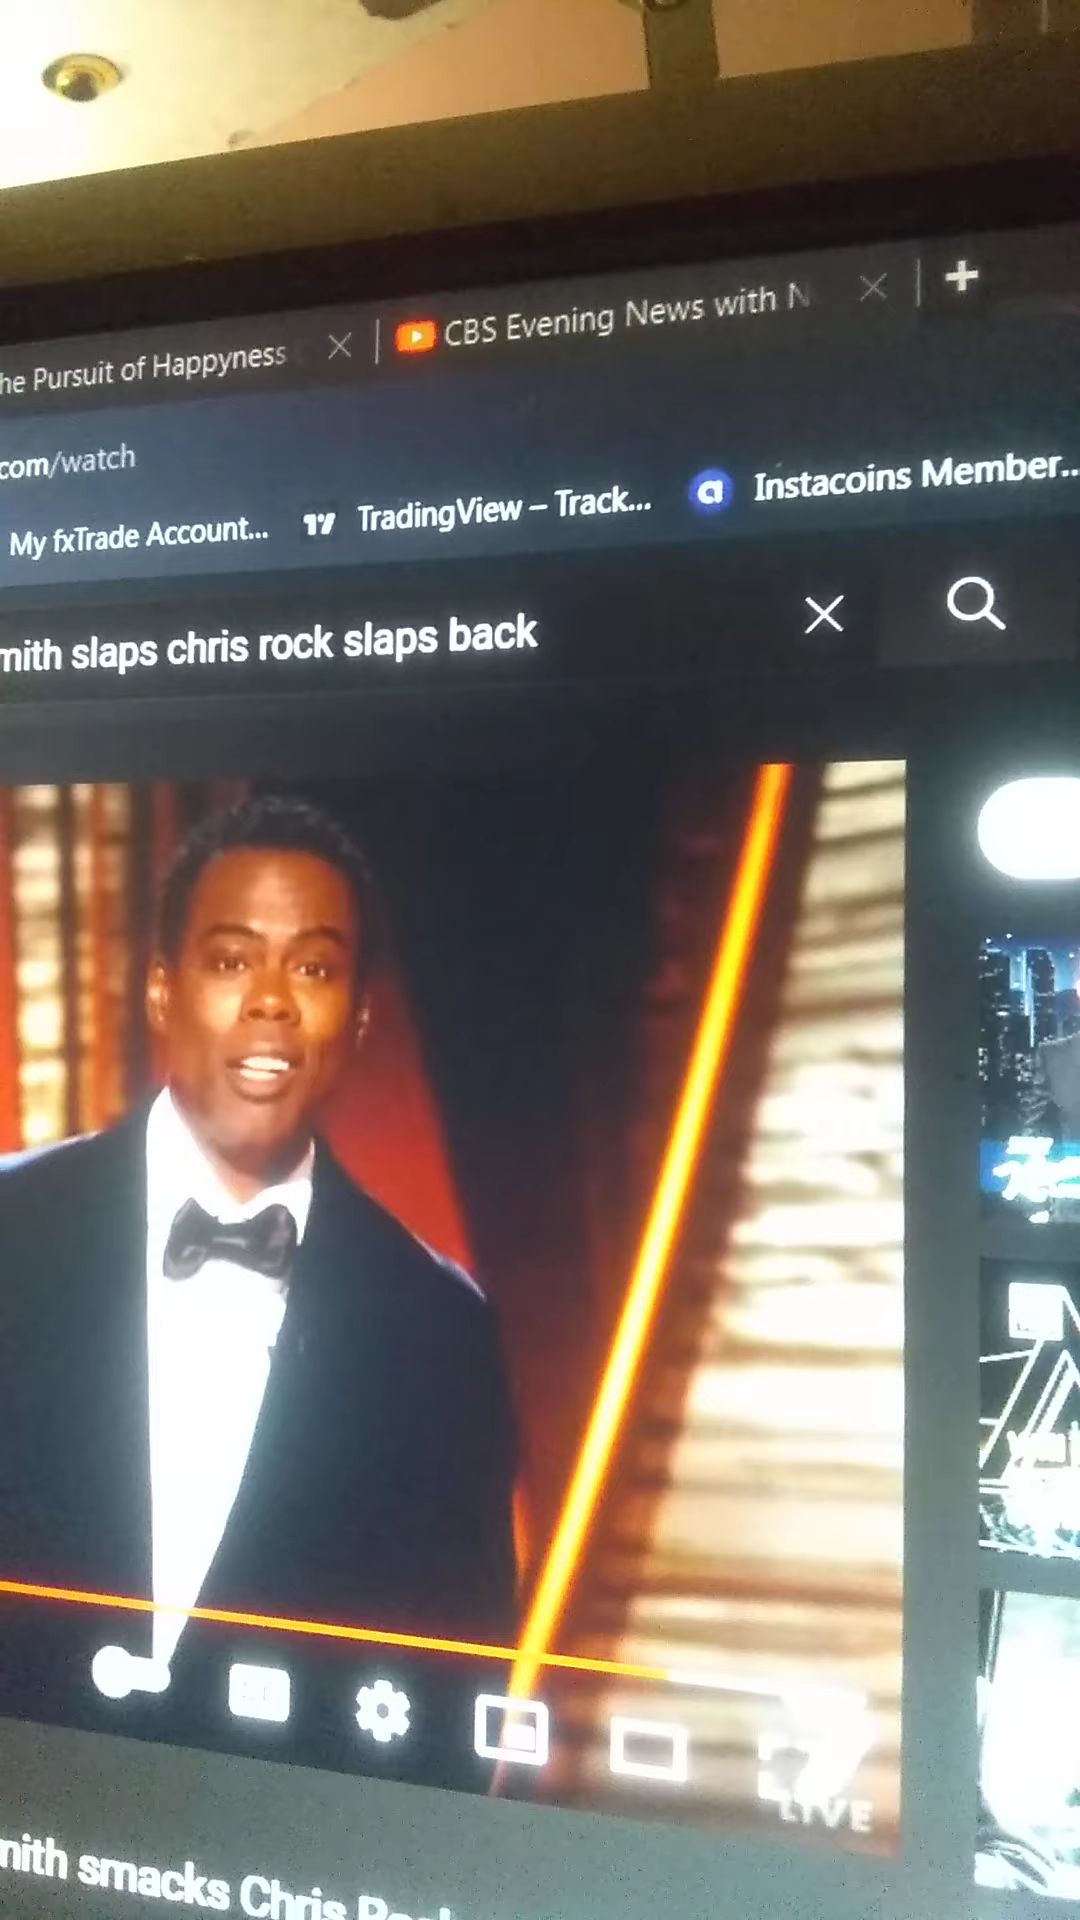 he Pursuit of Happyness
CBS Evening News with N
com/watch
My fxTrade Account...
TradingView – Track...
Instacoins Member...
mith slaps chris rock slaps back
LIVE
mith smacks Chris